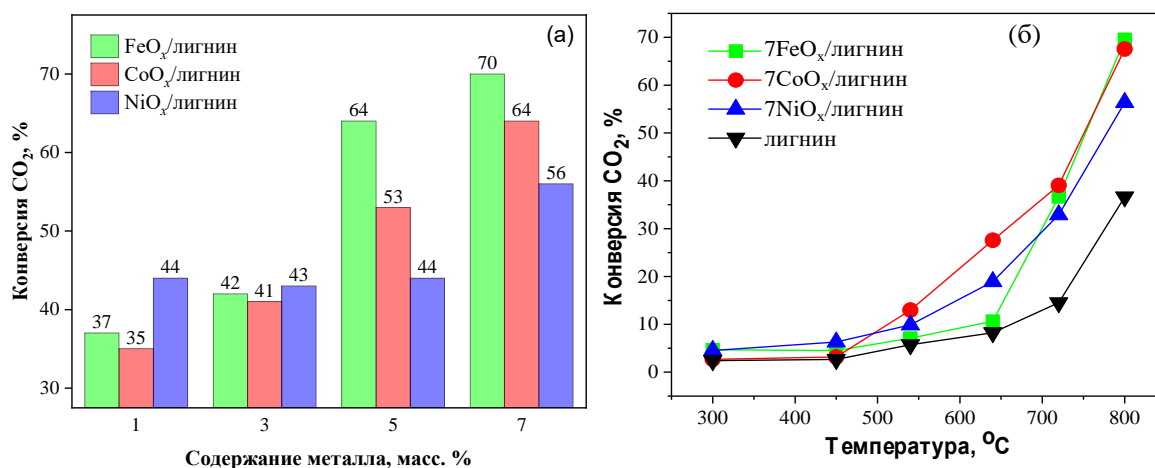 (а)
FeOₓ/лигнин
CoOₓ/лигнин
NiOₓ/лигнин
Конверсия CO₂, %
70
60
50
40
30
37
35
44
42
41
43
64
53
44
70
64
56
1 3 5 7
Содержание металла, масс. %
(б)
7FeOₓ/лигнин
7CoOₓ/лигнин
7NiOₓ/лигнин
лигнин
Конверсия CO₂, %
70
60
50
40
30
20
10
0
300 400 500 600 700 800
Температура, ⁰C